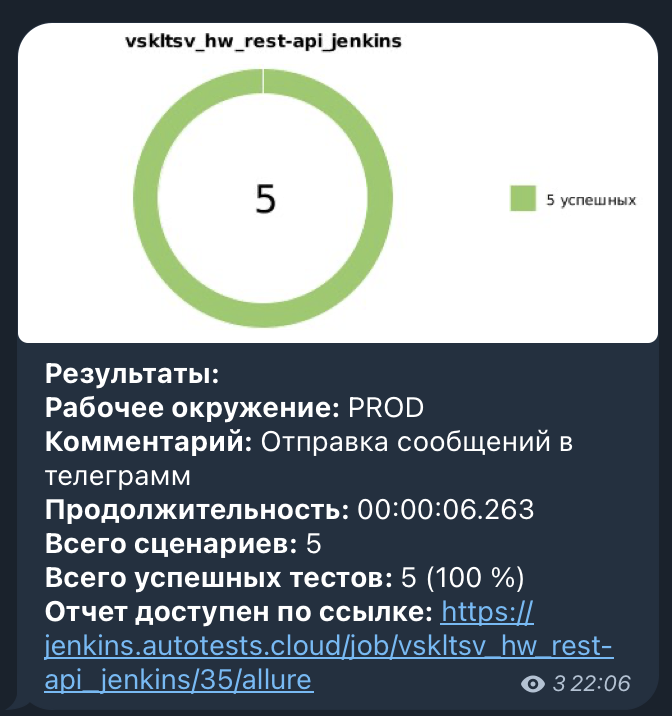 vskltsv_hw_rest-api_jenkins
5
5 успешных
Результаты:
Рабочее окружение: PROD
Комментарий: Отправка сообщений в
телеграмм
Продолжительность: 00:00:06.263
Всего сценариев: 5
Всего успешных тестов: 5 (100 %)
Отчет доступен по ссылке: https://
jenkins.autotests.cloud/job/vskltsv_hw_rest-
api_jenkins/35/allure
3 22:06